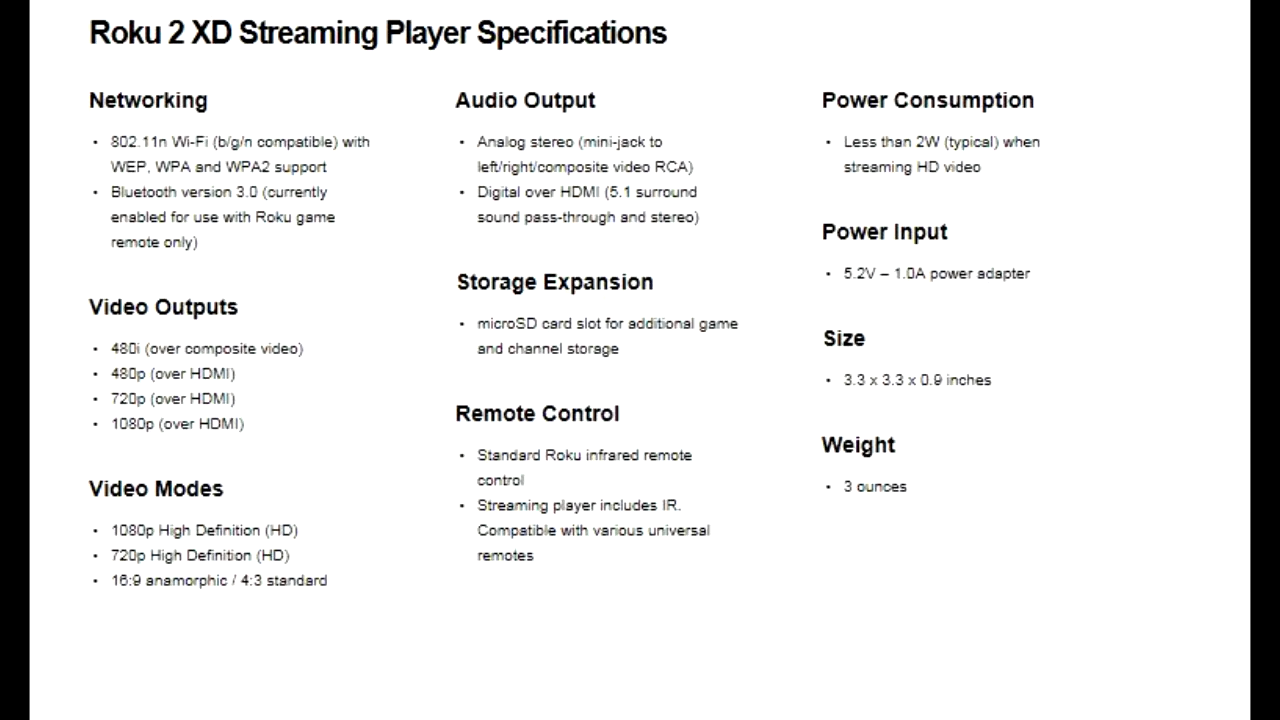 Roku 2 XD Streaming Player Specifications
Networking
• 802.11n Wi-Fi (b/g/n compatible) with
WEP, WPA and WPA2 support
• Bluetooth version 3.0 (currently
enabled for use with Roku game
remote only)
Video Outputs
• 480i (over composite video)
• 480p (over HDMI)
• 720p (over HDMI)
• 1080p (over HDMI)
Video Modes
• 1080p High Definition (HD)
• 720p High Definition (HD)
• 16:9 anamorphic / 4:3 standard
Audio Output
• Analog stereo (mini-jack to
left/right/composite video RCA)
• Digital over HDMI (5.1 surround
sound pass-through and stereo)
Storage Expansion
• microSD card slot for additional game
and channel storage
Remote Control
• Standard Roku infrared remote
control
• Streaming player includes IR.
Compatible with various universal
remotes
Power Consumption
• Less than 2W (typical) when
streaming HD video
Power Input
• 5.2V – 1.0A power adapter
Size
• 3.3 x 3.3 x 0.9 inches
Weight
• 3 ounces